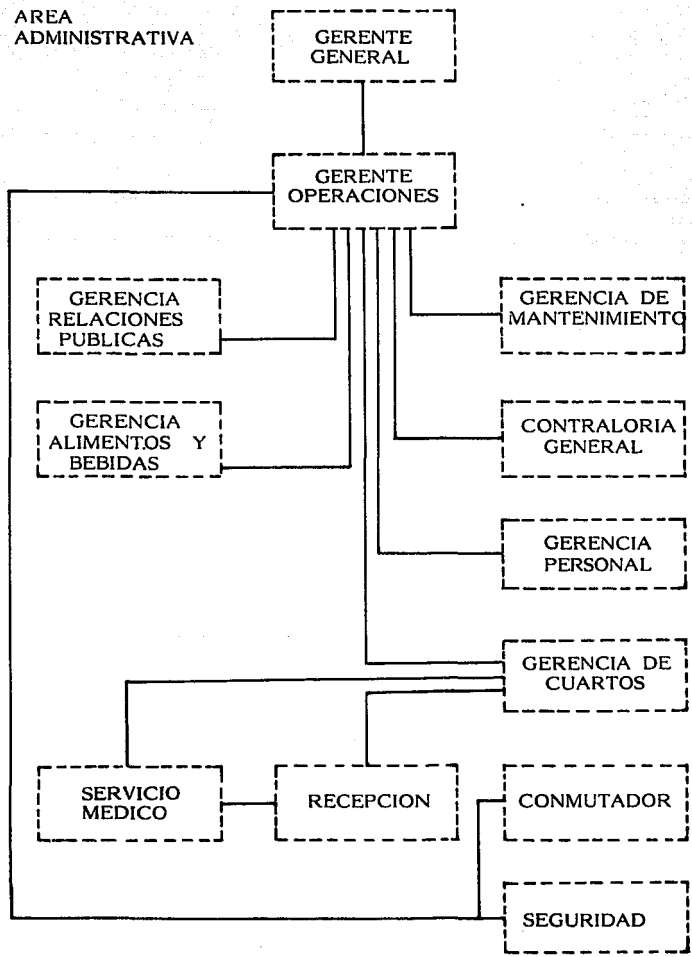 AREA
ADMINISTRATIVA
GERENTE
GENERAL
GERENTE
OPERACIONES
GERENCIA
RELACIONES
PUBLICAS
GERENCIA DE
MANTENIMIENTO
GERENCIA
ALIMENTOS Y
BEBIDAS
CONTRALORIA
GENERAL
GERENCIA
PERSONAL
GERENCIA DE
CUARTOS
SERVICIO
MEDICO
RECEPCION
CONMUTADOR
SEGURIDAD